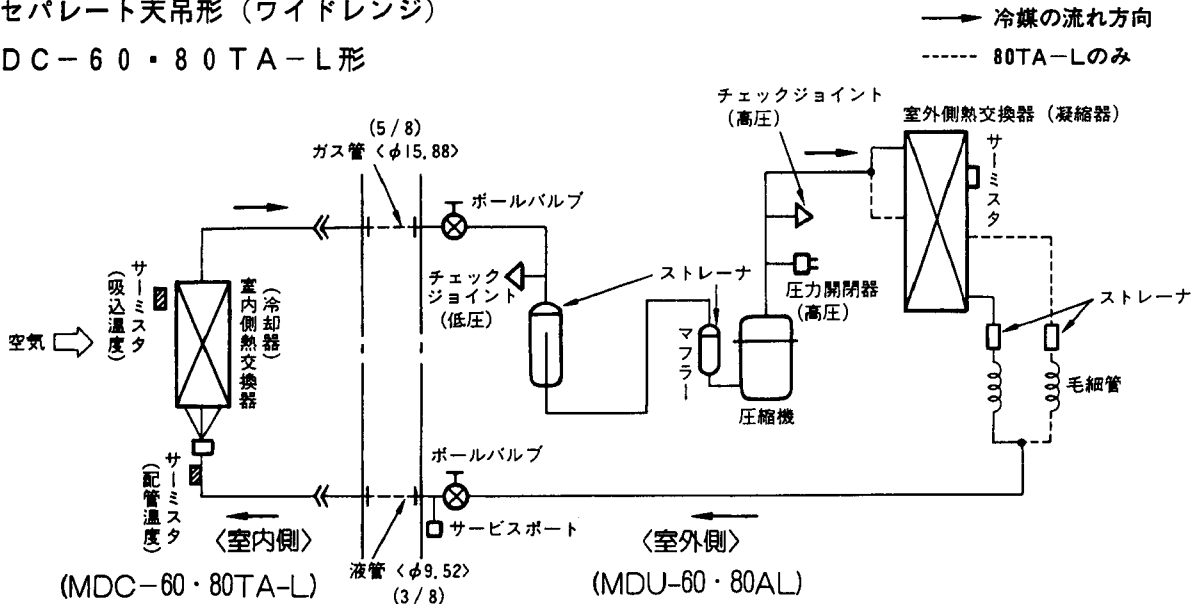 セパレート天吊形（ワイドレンジ）
DC－60・80TA－L形
冷媒の流れ方向
80TA－Lのみ
チェックジョイント
(高圧)
室外側熱交換器（凝縮器）
サーミスタ
(5/8)
ガス管〈φ15.88〉
ボールバルブ
チェック
ジョイント
(低圧)
ストレーナ
圧力開閉器
(高圧)
ストレーナ
サーミスタ
(吸込温度)
空気
(冷却器)
室内側熱交換器
マフラー
圧縮機
毛細管
ボールバルブ
サーミスタ
(配管温度)
サービスポート
〈室内側〉
〈室外側〉
液管〈φ9.52〉
(3/8)
(MDC－60・80TA-L)
(MDU-60・80AL)